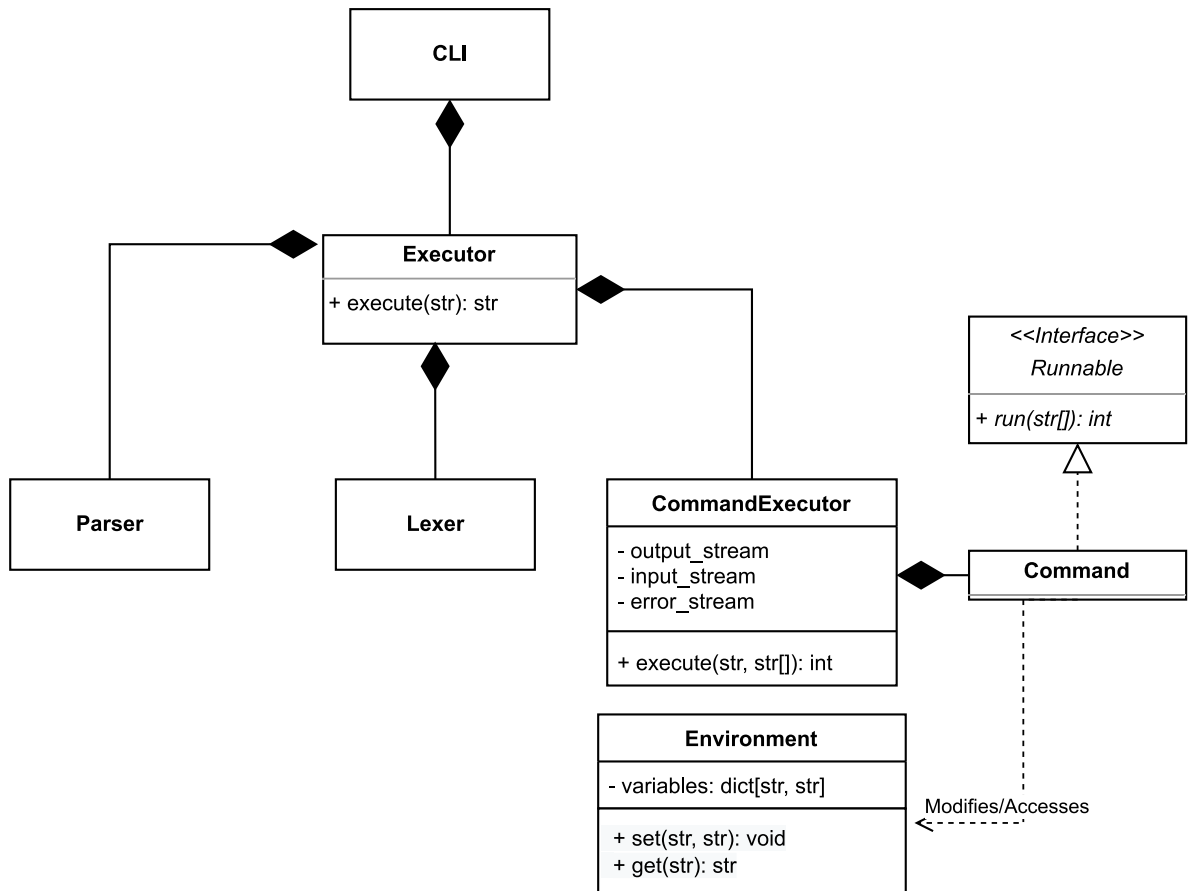 CLI
Executor
+ execute(str): str
<<Interface>>
Runnable
+ run(str[]): int
Parser
Lexer
CommandExecutor
- output_stream
- input_stream
- error_stream
+ execute(str, str[]): int
Command
Environment
- variables: dict[str, str]
+ set(str, str): void
+ get(str): str
Modifies/Accesses